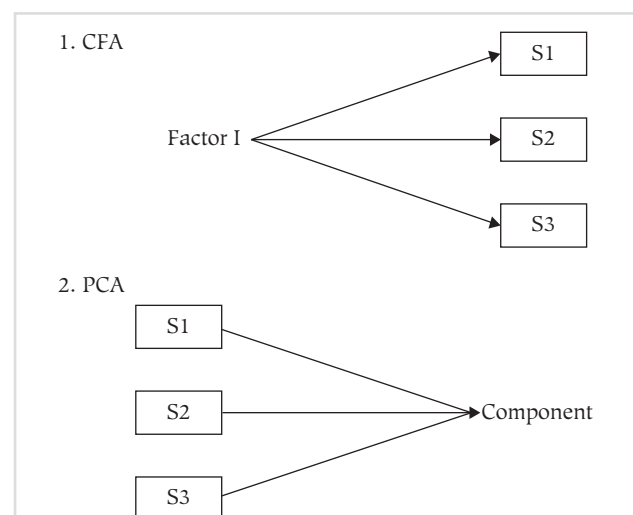 1. CFA
S1
Factor I
S2
S3
2. PCA
S1
S2
Component
S3